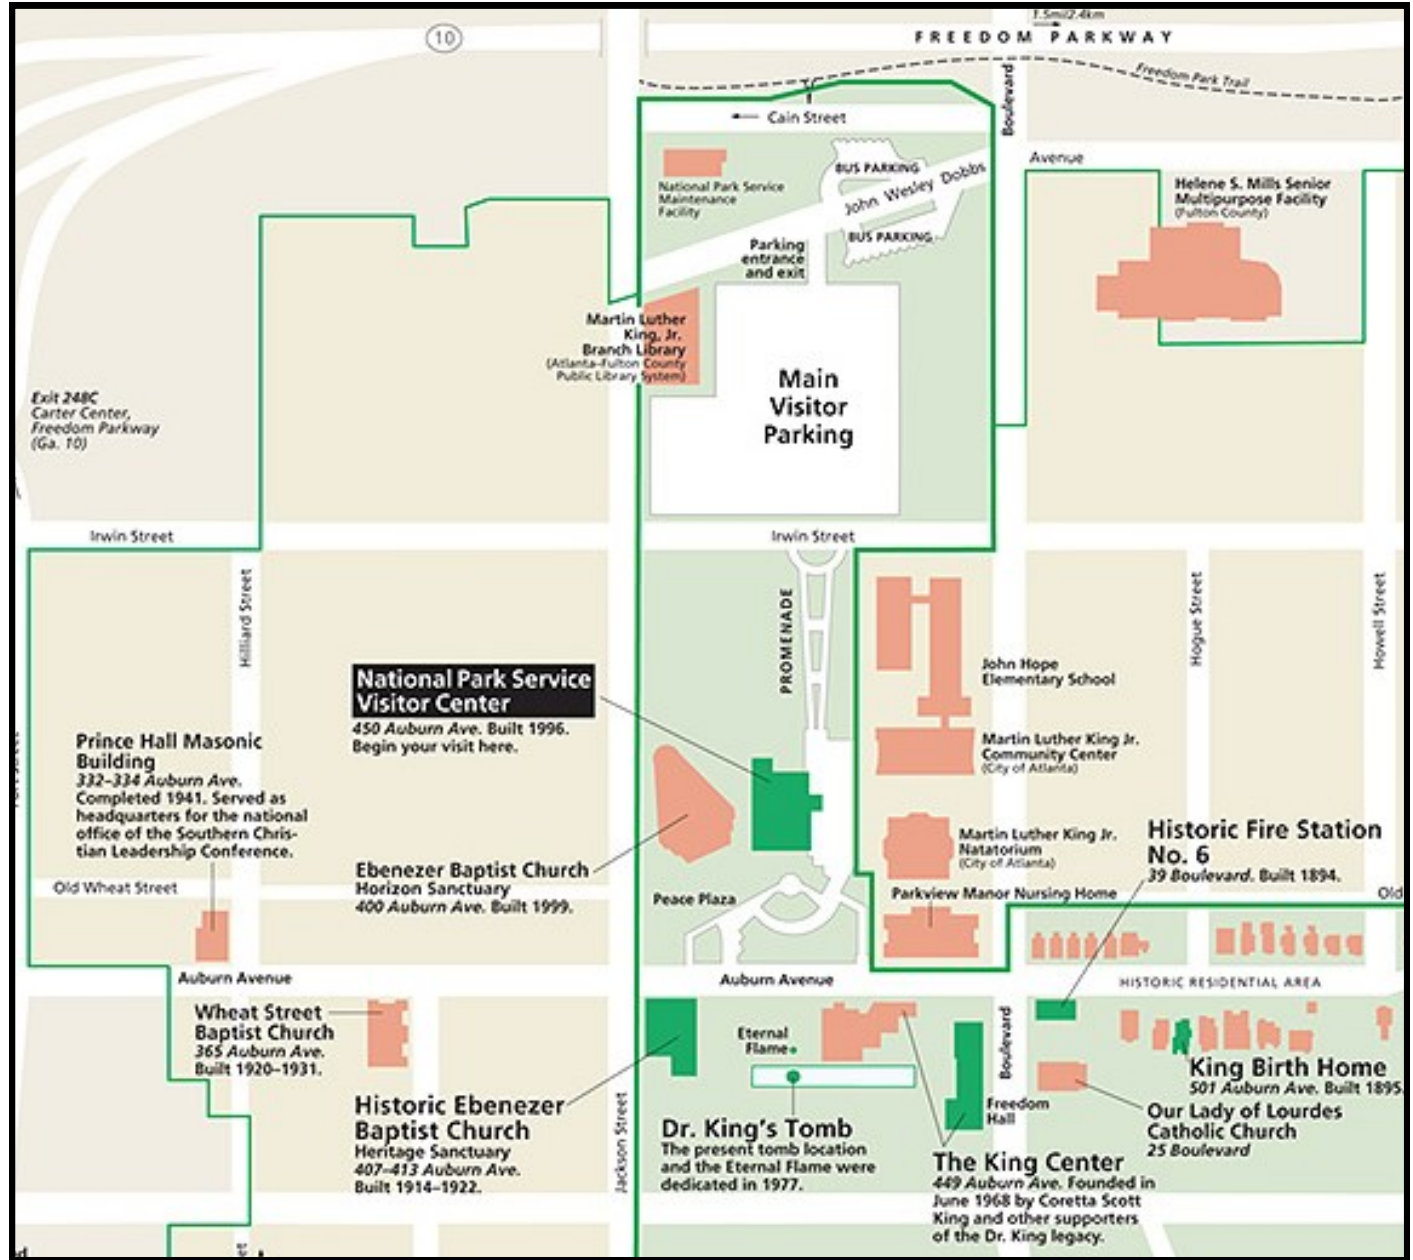 1.5mi/2.4km
10
FREEDOM PARKWAY
Freedom Park Trail
Boulevard
Cain Street
Avenue
BUS PARKING
John Wesley Dobbs
BUS PARKING
National Park Service
Maintenance
Facility
Helene S. Mills Senior
Multipurpose Facility
(Fulton County)
Parking
entrance
and exit
Martin Luther
King, Jr.
Branch Library
(Atlanta-Fulton County
Public Library System)
Main
Visitor
Parking
Exit 248C
Carter Center,
Freedom Parkway
(Ga. 10)
Irwin Street
Irwin Street
Hilliard Street
PROMENADE
Hogue Street
Howell Street
National Park Service
Visitor Center
450 Auburn Ave. Built 1996.
Begin your visit here.
John Hope
Elementary School
Martin Luther King Jr.
Community Center
(City of Atlanta)
Prince Hall Masonic
Building
332–334 Auburn Ave.
Completed 1941. Served as
headquarters for the national
office of the Southern Chris-
tian Leadership Conference.
Martin Luther King Jr.
Natatorium
(City of Atlanta)
Historic Fire Station
No. 6
39 Boulevard. Built 1894.
Ebenezer Baptist Church
Horizon Sanctuary
400 Auburn Ave. Built 1999.
Old Wheat Street
Peace Plaza
Parkview Manor Nursing Home
Old
Auburn Avenue
Auburn Avenue
HISTORIC RESIDENTIAL AREA
Wheat Street
Baptist Church
365 Auburn Ave.
Built 1920–1931.
Eternal
Flame
Boulevard
King Birth Home
501 Auburn Ave. Built 1895
Historic Ebenezer
Baptist Church
Heritage Sanctuary
407–413 Auburn Ave.
Built 1914–1922.
Jackson Street
Dr. King's Tomb
The present tomb location
and the Eternal Flame were
dedicated in 1977.
Freedom
Hall
Our Lady of Lourdes
Catholic Church
25 Boulevard
The King Center
449 Auburn Ave. Founded in
June 1968 by Coretta Scott
King and other supporters
of the Dr. King legacy.